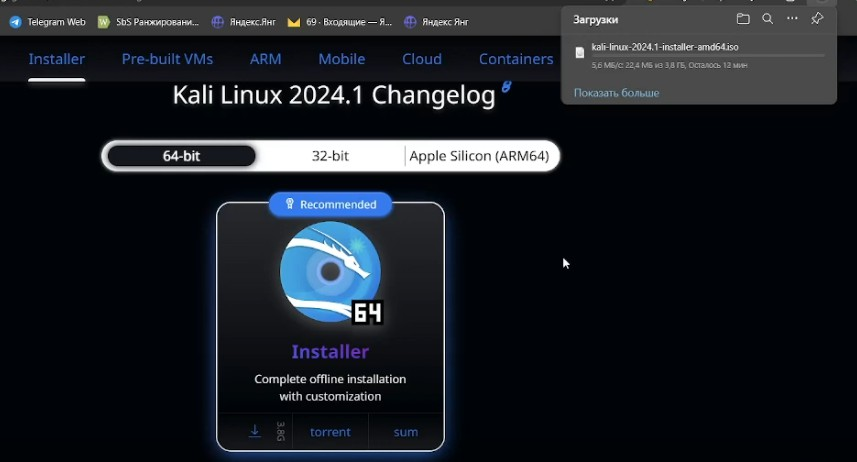 Telegram Web
SbS Ранжировани...
Яндекс.Янг
69 · Входящие — Я...
Яндекс Янг
Загрузки
kali-linux-2024.1-installer-amd64.iso
5,6 МБ/с: 22,4 МБ из 3,8 ГБ, Осталось 13 мин
Показать больше
Installer Pre-built VMs ARM Mobile Cloud Containers
Kali Linux 2024.1 Changelog
64-bit 32-bit Apple Silicon (ARM64)
Recommended
64
Installer
Complete offline installation
with customization
3.8G torrent sum